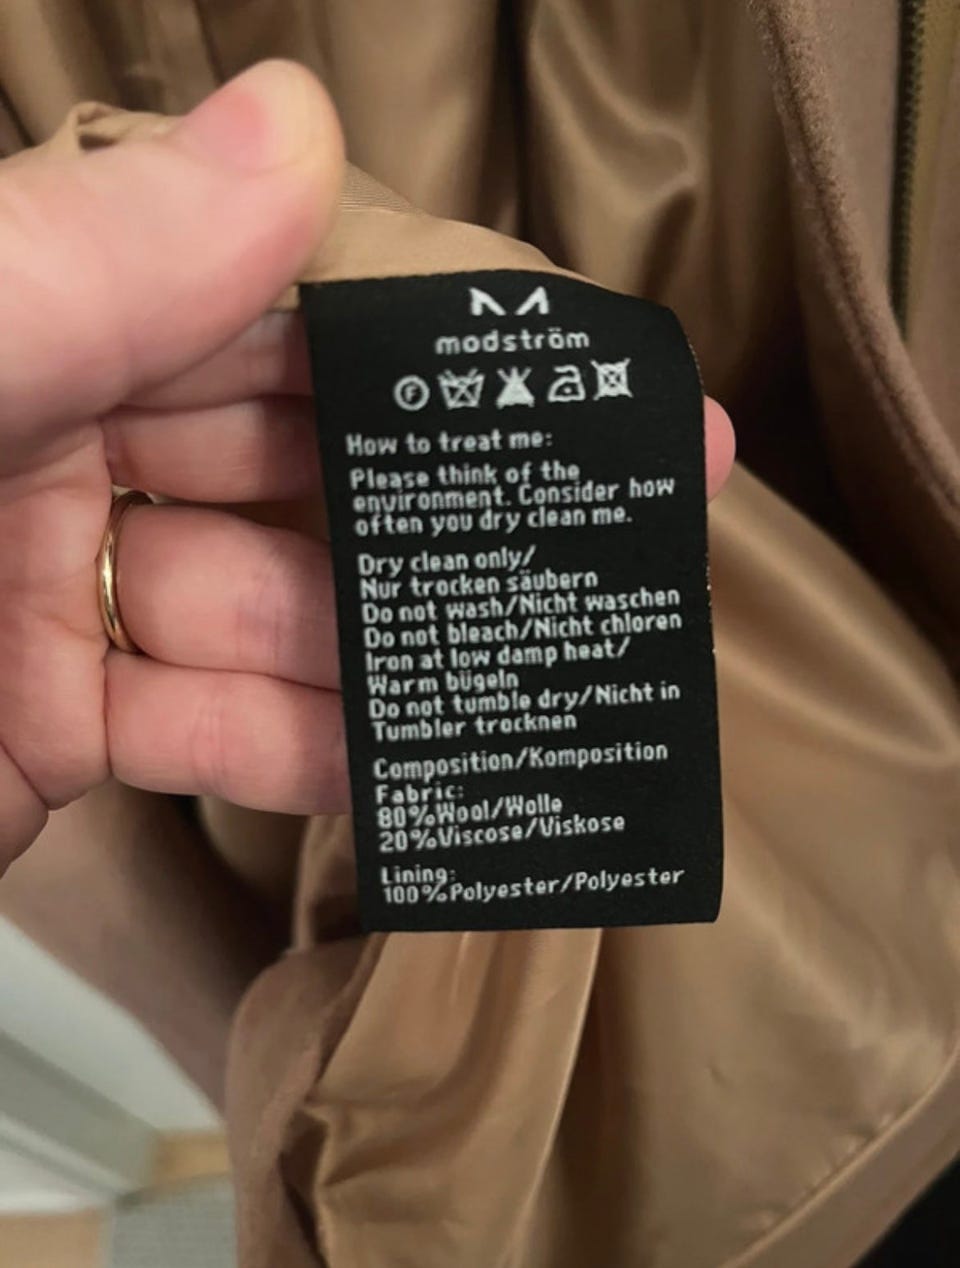 modström
F
How to treat me:
Please think of the
environment. Consider how
often you dry clean me.
Dry clean only/
Nur trocken säubern
Do not wash/Nicht waschen
Do not bleach/Nicht chloren
Iron at low damp heat/
Warm bügeln
Do not tumble dry/Nicht in
Tumbler trocknen
Composition/Komposition
Fabric:
80%Wool/Wolle
20%Viscose/Viskose
Lining:
100%Polyester/Polyester